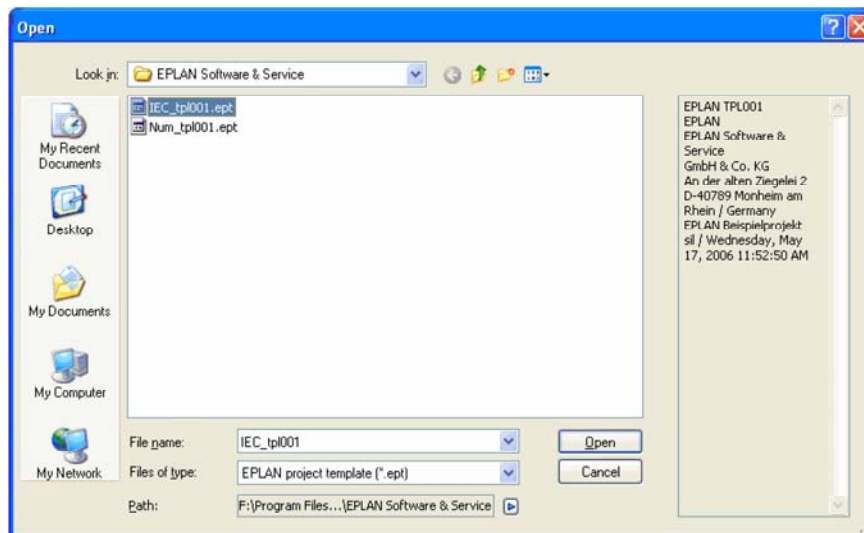 Open
Look in:
EPLAN Software & Service
My Recent
Documents
Desktop
My Documents
My Computer
My Network
IEC_tpl001.ept
Num_tpl001.ept
EPLAN TPL001
EPLAN
EPLAN Software &
Service
GmbH & Co. KG
An der alten Ziegelei 2
D-40789 Monheim am
Rhein / Germany
EPLAN Beispielprojekt
sil / Wednesday, May
17, 2006 11:52:50 AM
File name:
IEC_tpl001
Open
Files of type:
EPLAN project template (*.ept)
Cancel
Path:
F:\Program Files...\EPLAN Software & Service